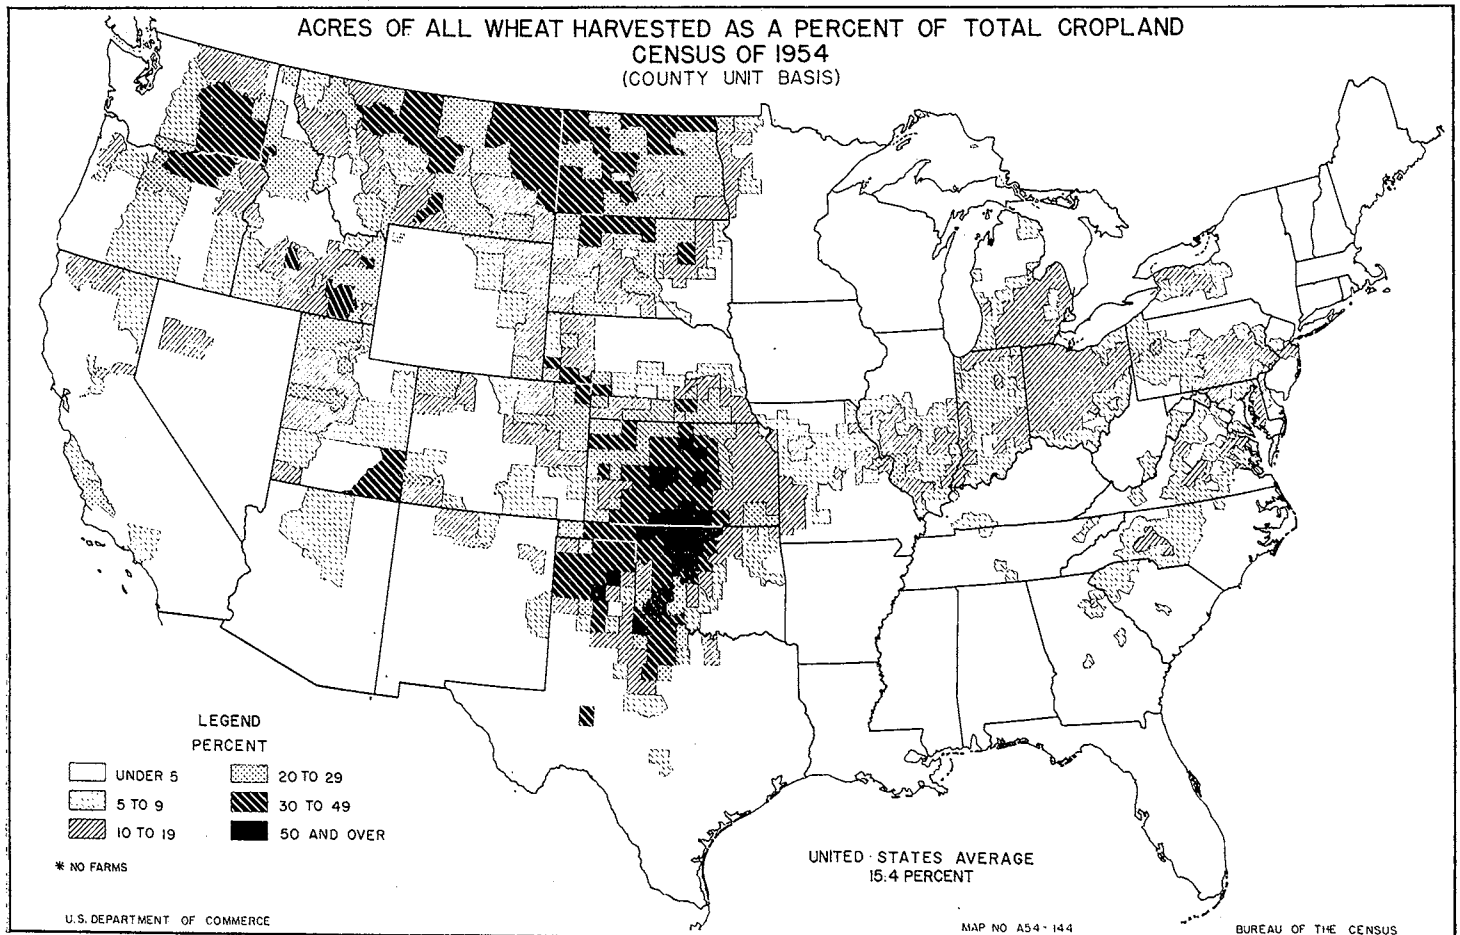 ACRES OF ALL WHEAT HARVESTED AS A PERCENT OF TOTAL CROPLAND
CENSUS OF 1954
(COUNTY UNIT BASIS)
LEGEND
PERCENT
UNDER 5
5 TO 9
10 TO 19
20 TO 29
30 TO 49
50 AND OVER
* NO FARMS
UNITED STATES AVERAGE
15.4 PERCENT
U.S. DEPARTMENT OF COMMERCE
MAP NO A54-144
BUREAU OF THE CENSUS